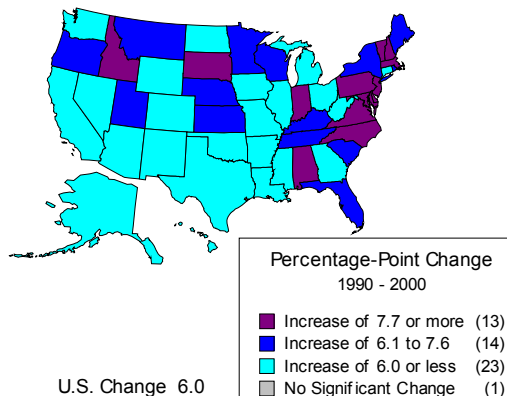 Percentage-Point Change
1990 - 2000
Increase of 7.7 or more (13)
Increase of 6.1 to 7.6 (14)
Increase of 6.0 or less (23)
No Significant Change (1)
U.S. Change 6.0